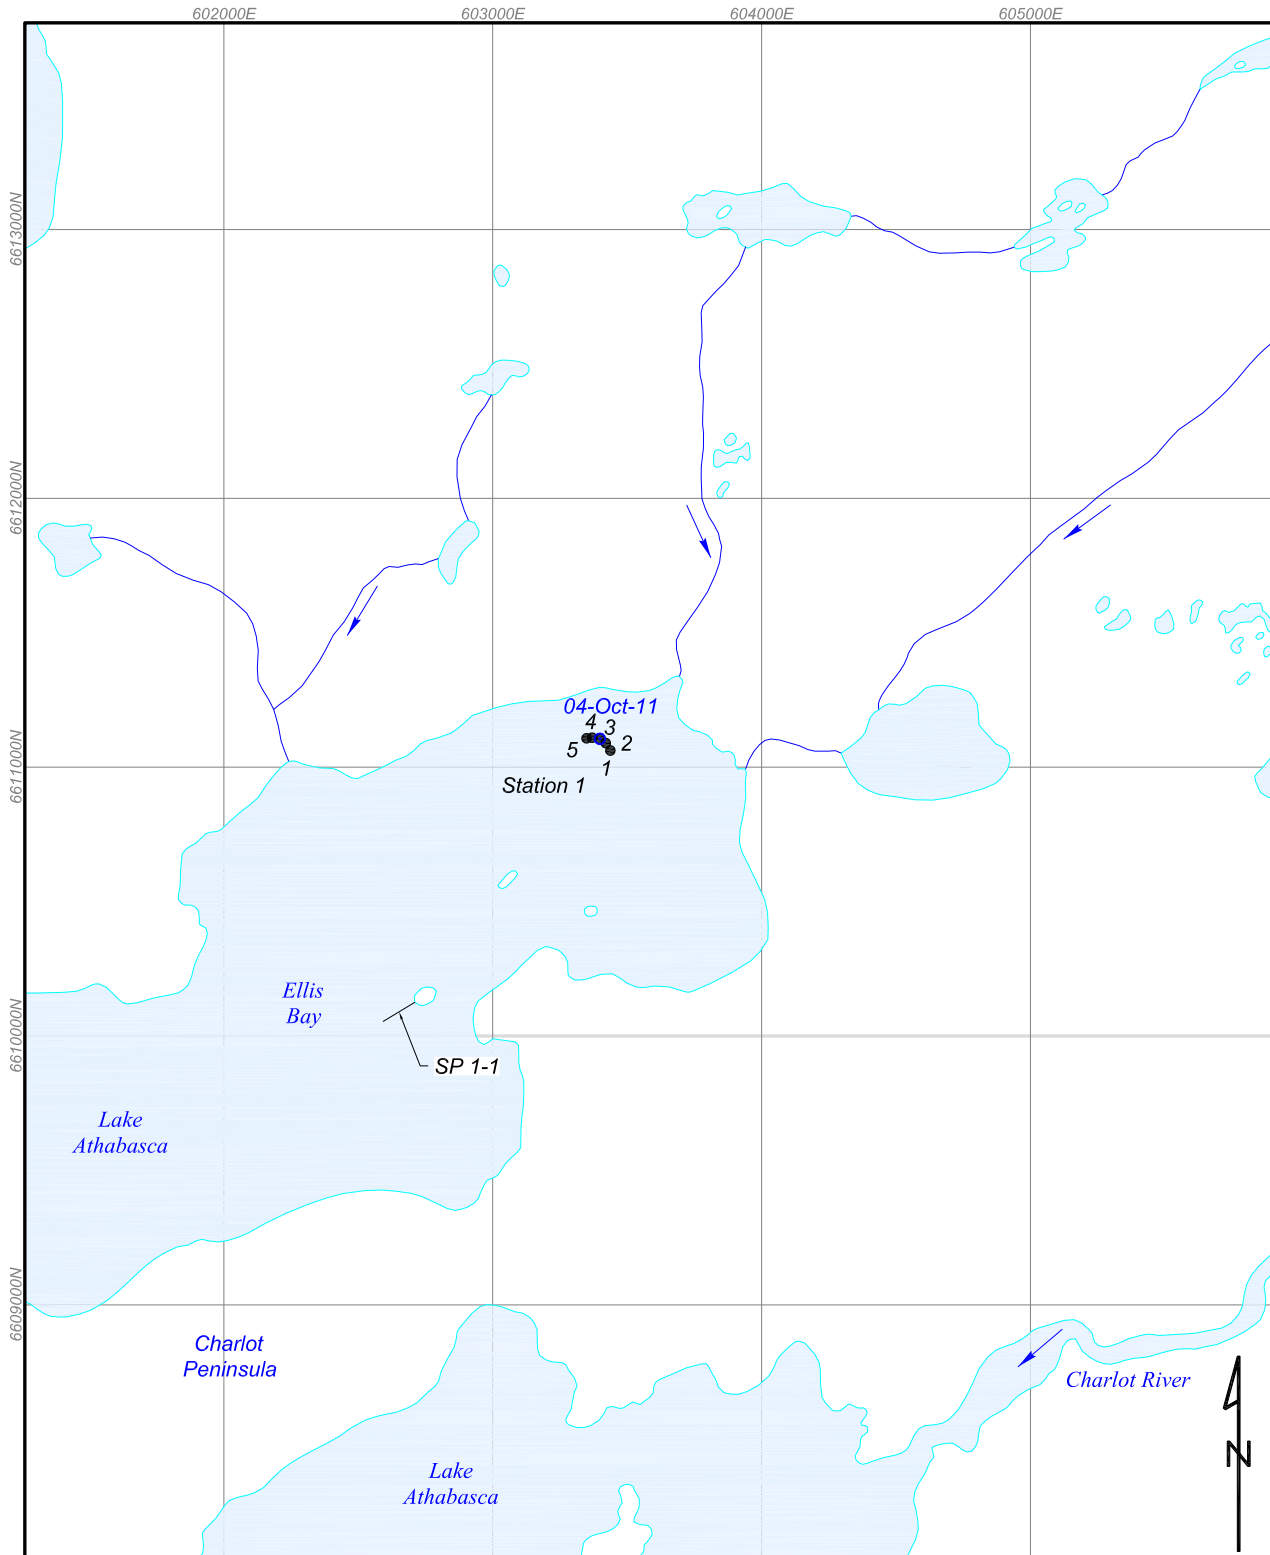 602000E
603000E
604000E
605000E
6613000N
6612000N
04-Oct-11
4
3
2
5
1
6611000N
Station 1
Ellis
Bay
6610000N
SP 1-1
Lake
Athabasca
6609000N
Charlot
Peninsula
Charlot River
Lake
Athabasca
N